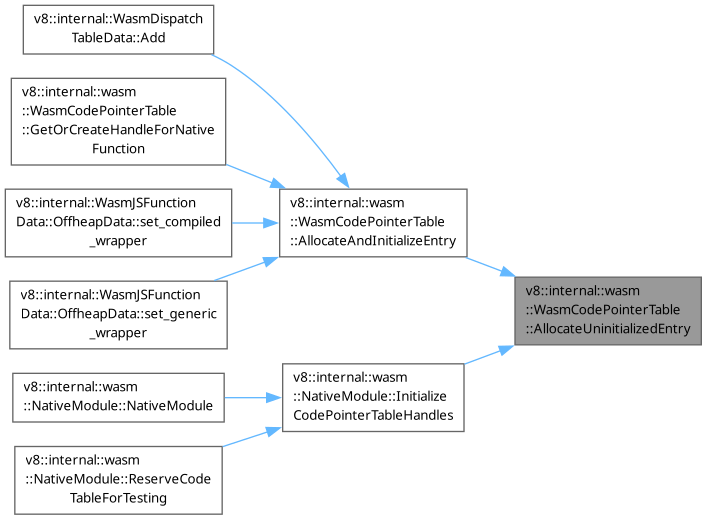 v8::internal::WasmDispatch
TableData::Add
v8::internal::wasm
::WasmCodePointerTable
::GetOrCreateHandleForNative
Function
v8::internal::WasmJSFunction
Data::OffheapData::set_compiled
_wrapper
v8::internal::WasmJSFunction
Data::OffheapData::set_generic
_wrapper
v8::internal::wasm
::NativeModule::NativeModule
v8::internal::wasm
::NativeModule::ReserveCode
TableForTesting
v8::internal::wasm
::WasmCodePointerTable
::AllocateAndInitializeEntry
v8::internal::wasm
::NativeModule::Initialize
CodePointerTableHandles
v8::internal::wasm
::WasmCodePointerTable
::AllocateUninitializedEntry